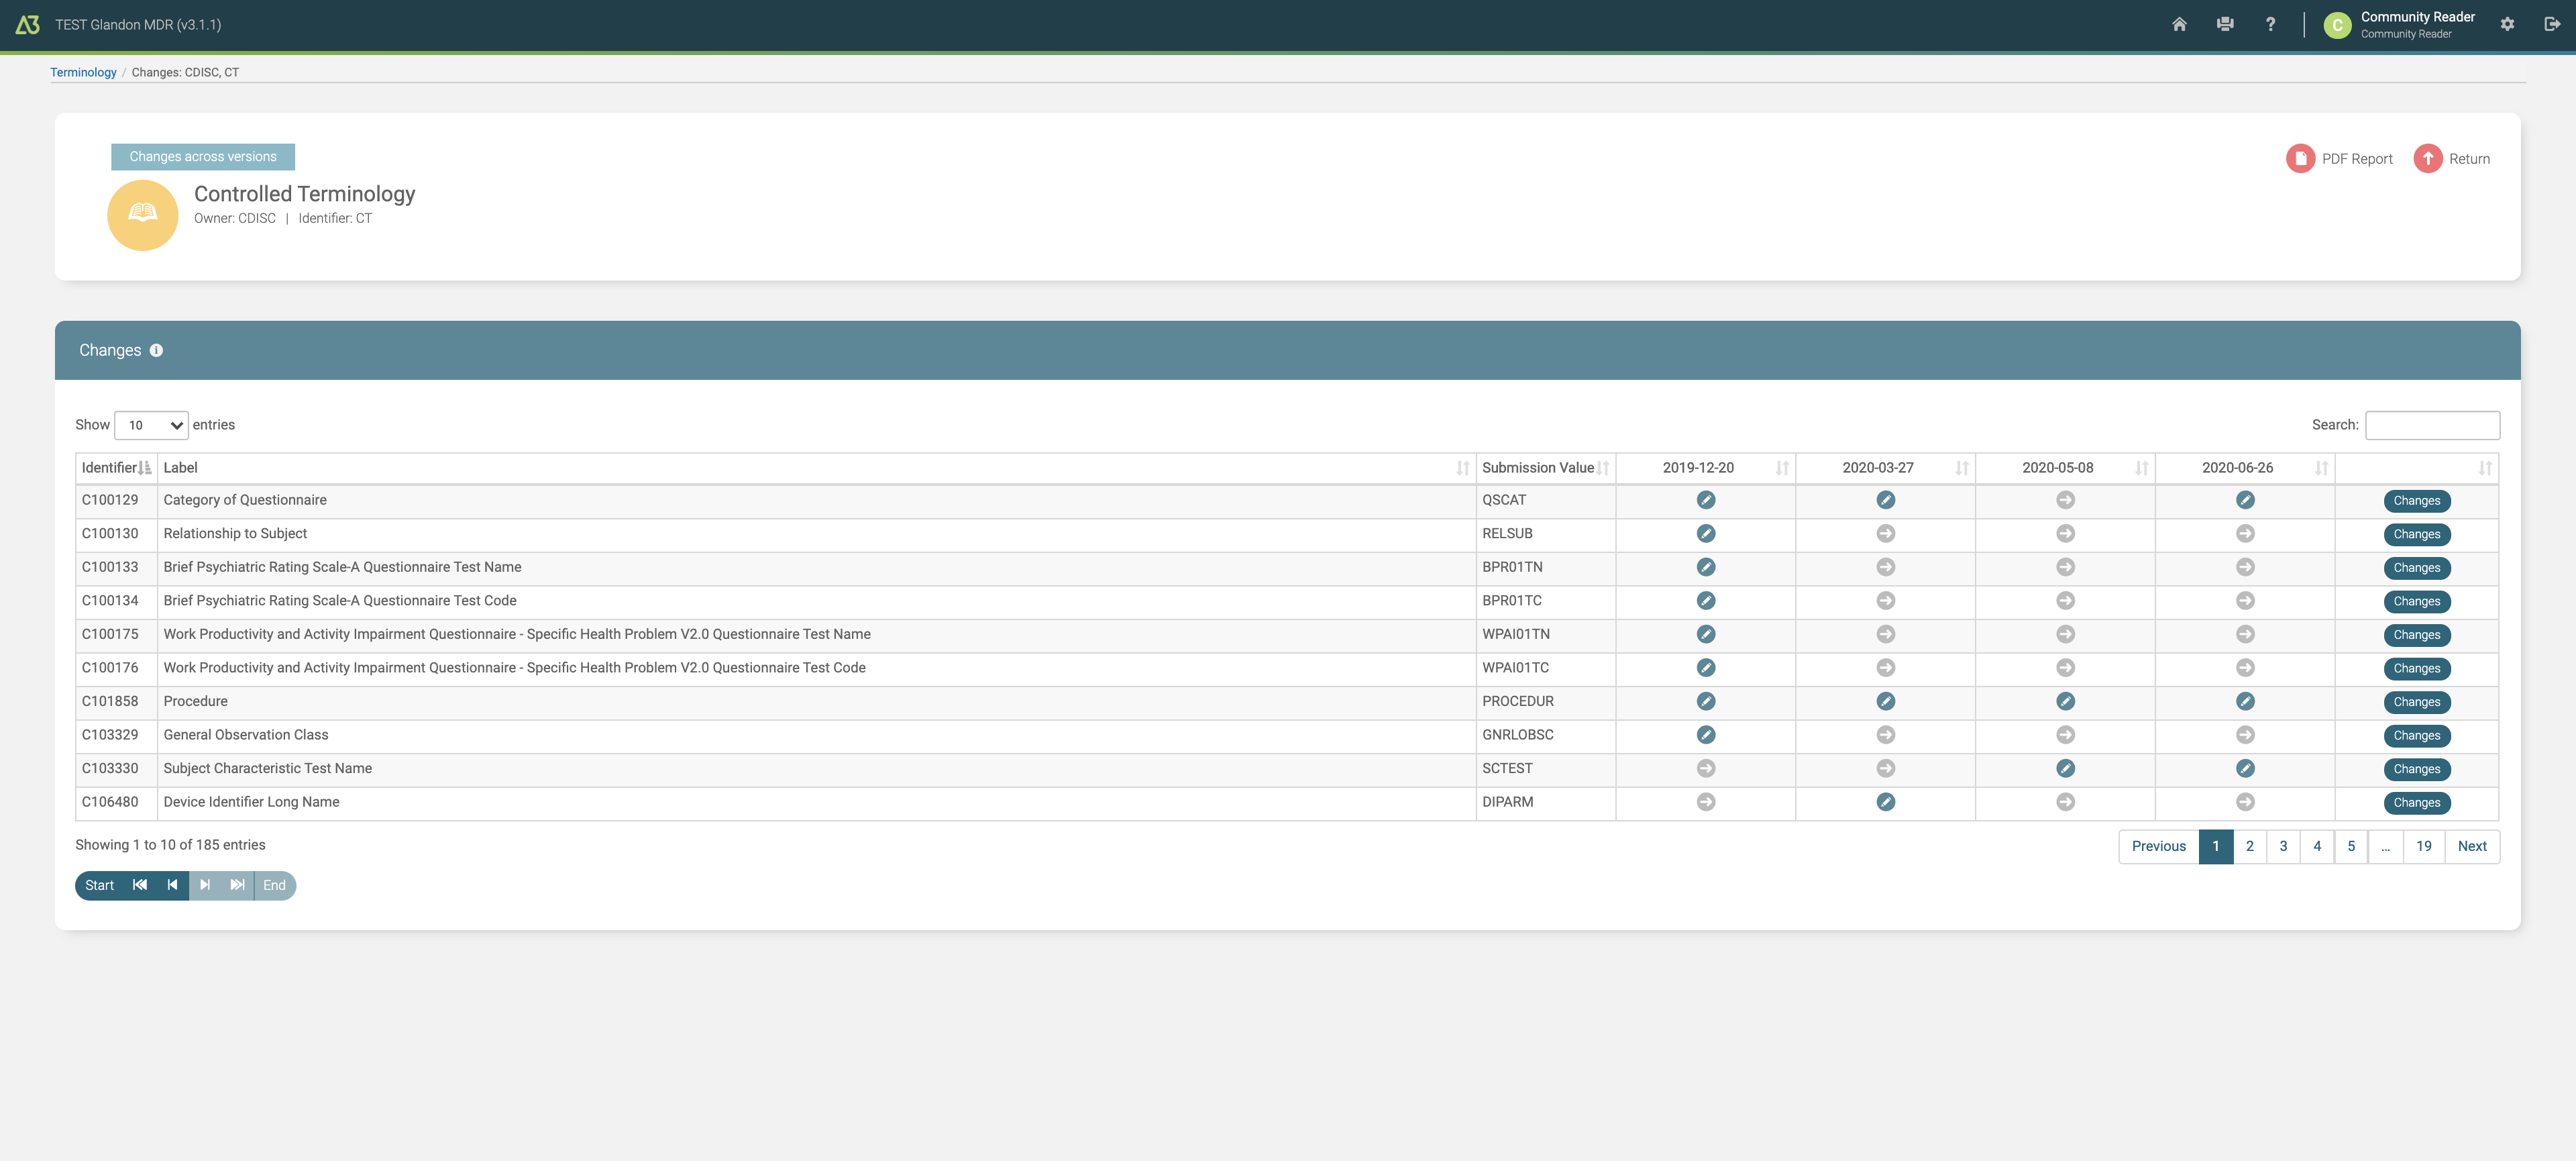 TEST Glandon MDR (v3.1.1)
?
C
Community Reader
Community Reader
Terminology / Changes: CDISC, CT
Changes across versions
PDF Report
Return
Controlled Terminology
Owner: CDISC | Identifier: CT
Changes
Show 10 entries
Search:
Identifier Label Submission Value 2019-12-20 2020-03-27 2020-05-08 2020-06-26
C100129 Category of Questionnaire QSCAT Changes
C100130 Relationship to Subject RELSUB Changes
C100133 Brief Psychiatric Rating Scale-A Questionnaire Test Name BPR01TN Changes
C100134 Brief Psychiatric Rating Scale-A Questionnaire Test Code BPR01TC Changes
C100175 Work Productivity and Activity Impairment Questionnaire - Specific Health Problem V2.0 Questionnaire Test Name WPAI01TN Changes
C100176 Work Productivity and Activity Impairment Questionnaire - Specific Health Problem V2.0 Questionnaire Test Code WPAI01TC Changes
C101858 Procedure PROCEDUR Changes
C103329 General Observation Class GNRLOBSC Changes
C103330 Subject Characteristic Test Name SCTEST Changes
C106480 Device Identifier Long Name DIPARM Changes
Showing 1 to 10 of 185 entries
Previous 1 2 3 4 5 … 19 Next
Start End